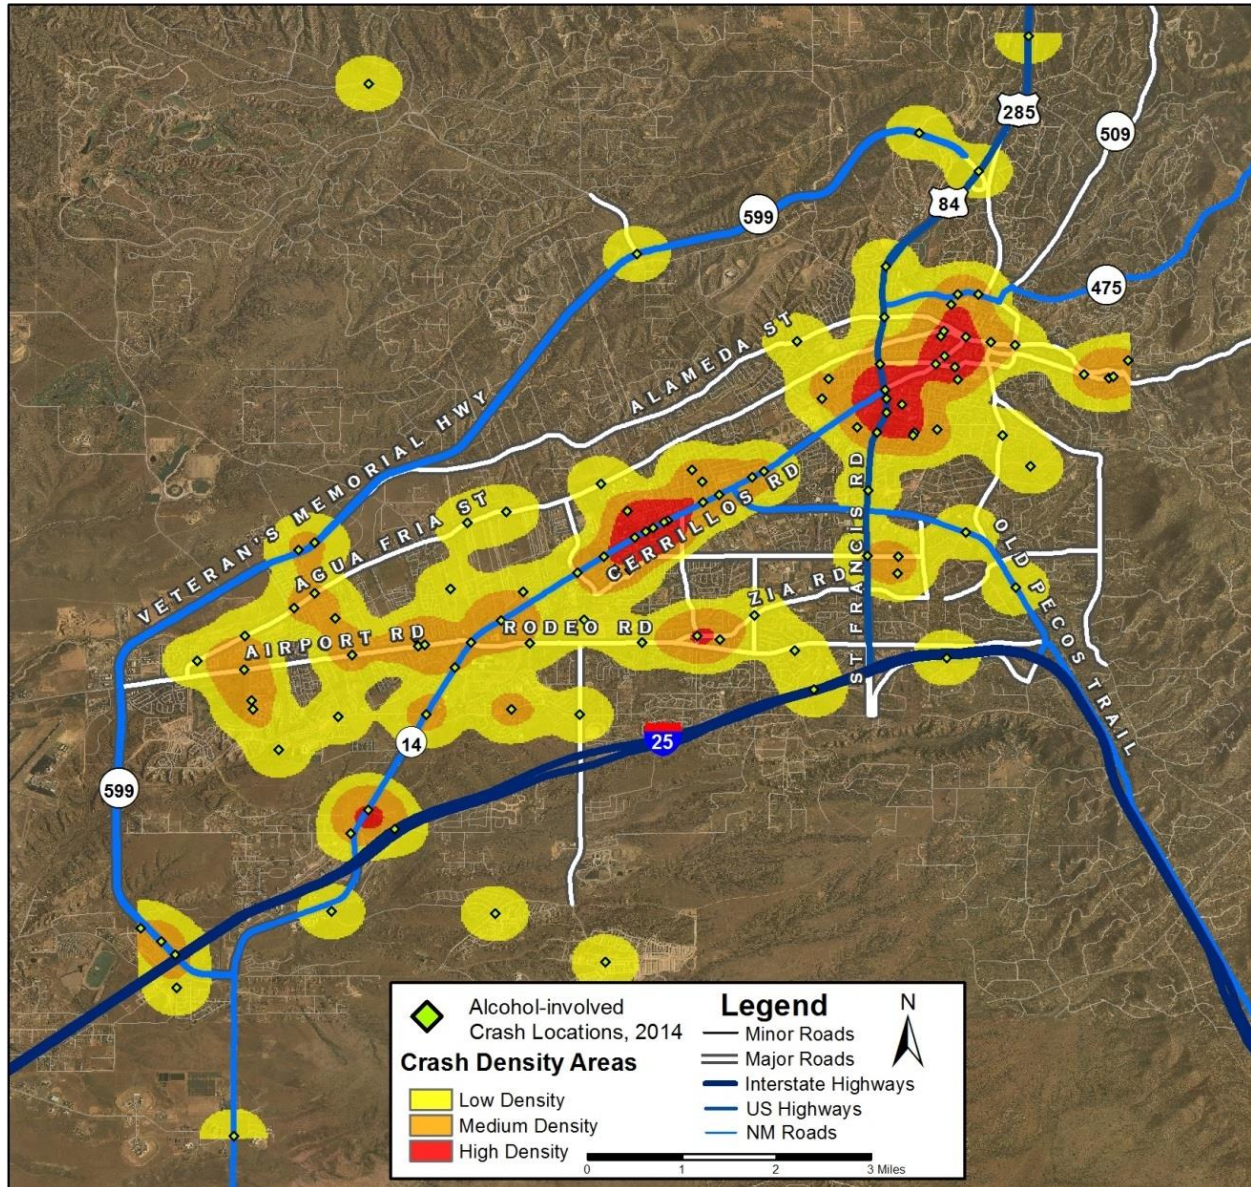 285
509
84
599
475
ALAMEDA ST
VETERAN'S MEMORIAL HWY
AGUA FRIA ST
CERRILLOS RD
ST FRANCIS RD
OLD PECOS TRAIL
ZIA RD
AIRPORT RD
RODEO RD
14
25
599
Alcohol-involved
Crash Locations, 2014
Crash Density Areas
Low Density
Medium Density
High Density
Legend
Minor Roads
Major Roads
Interstate Highways
US Highways
NM Roads
N
0 1 2 3 Miles